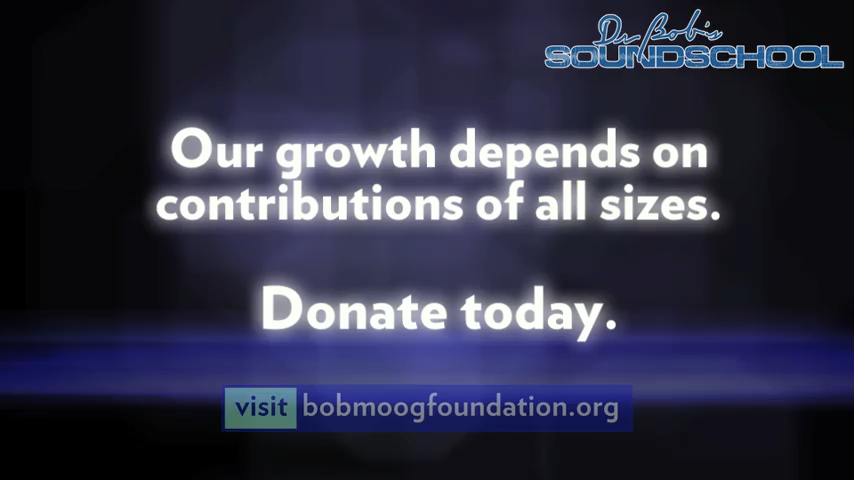 Dr Bob's
SOUNDSCHOOL
Our growth depends on
contributions of all sizes.
Donate today.
visit bobmoogfoundation.org